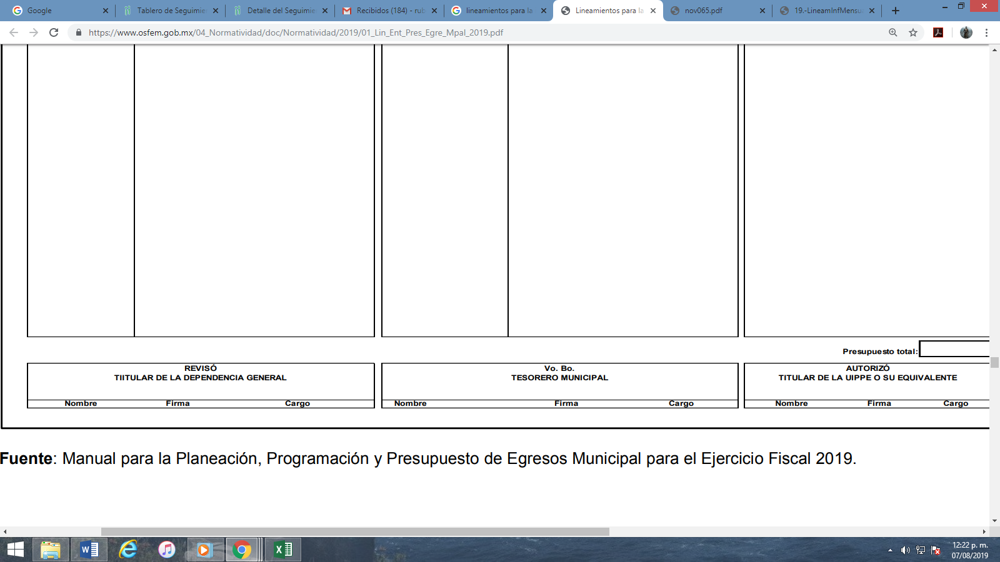 Google
Tablero de Seguimie
Detalle del Seguimie
Recibidos (184) - rub
lineamientos para la
Lineamientos para la
nov065.pdf
19.-LineamInfMensu
https://www.osfem.gob.mx/04_Normatividad/doc/Normatividad/2019/01_Lin_Ent_Pres_Egre_Mpal_2019.pdf
Presupuesto total:
REVISÓ
TIITULAR DE LA DEPENDENCIA GENERAL
Nombre Firma Cargo
Vo. Bo.
TESORERO MUNICIPAL
Nombre Firma Cargo
AUTORIZÓ
TITULAR DE LA UIPPE O SU EQUIVALENTE
Nombre Firma Cargo
Fuente: Manual para la Planeación, Programación y Presupuesto de Egresos Municipal para el Ejercicio Fiscal 2019.
12:22 p. m.
07/08/2019